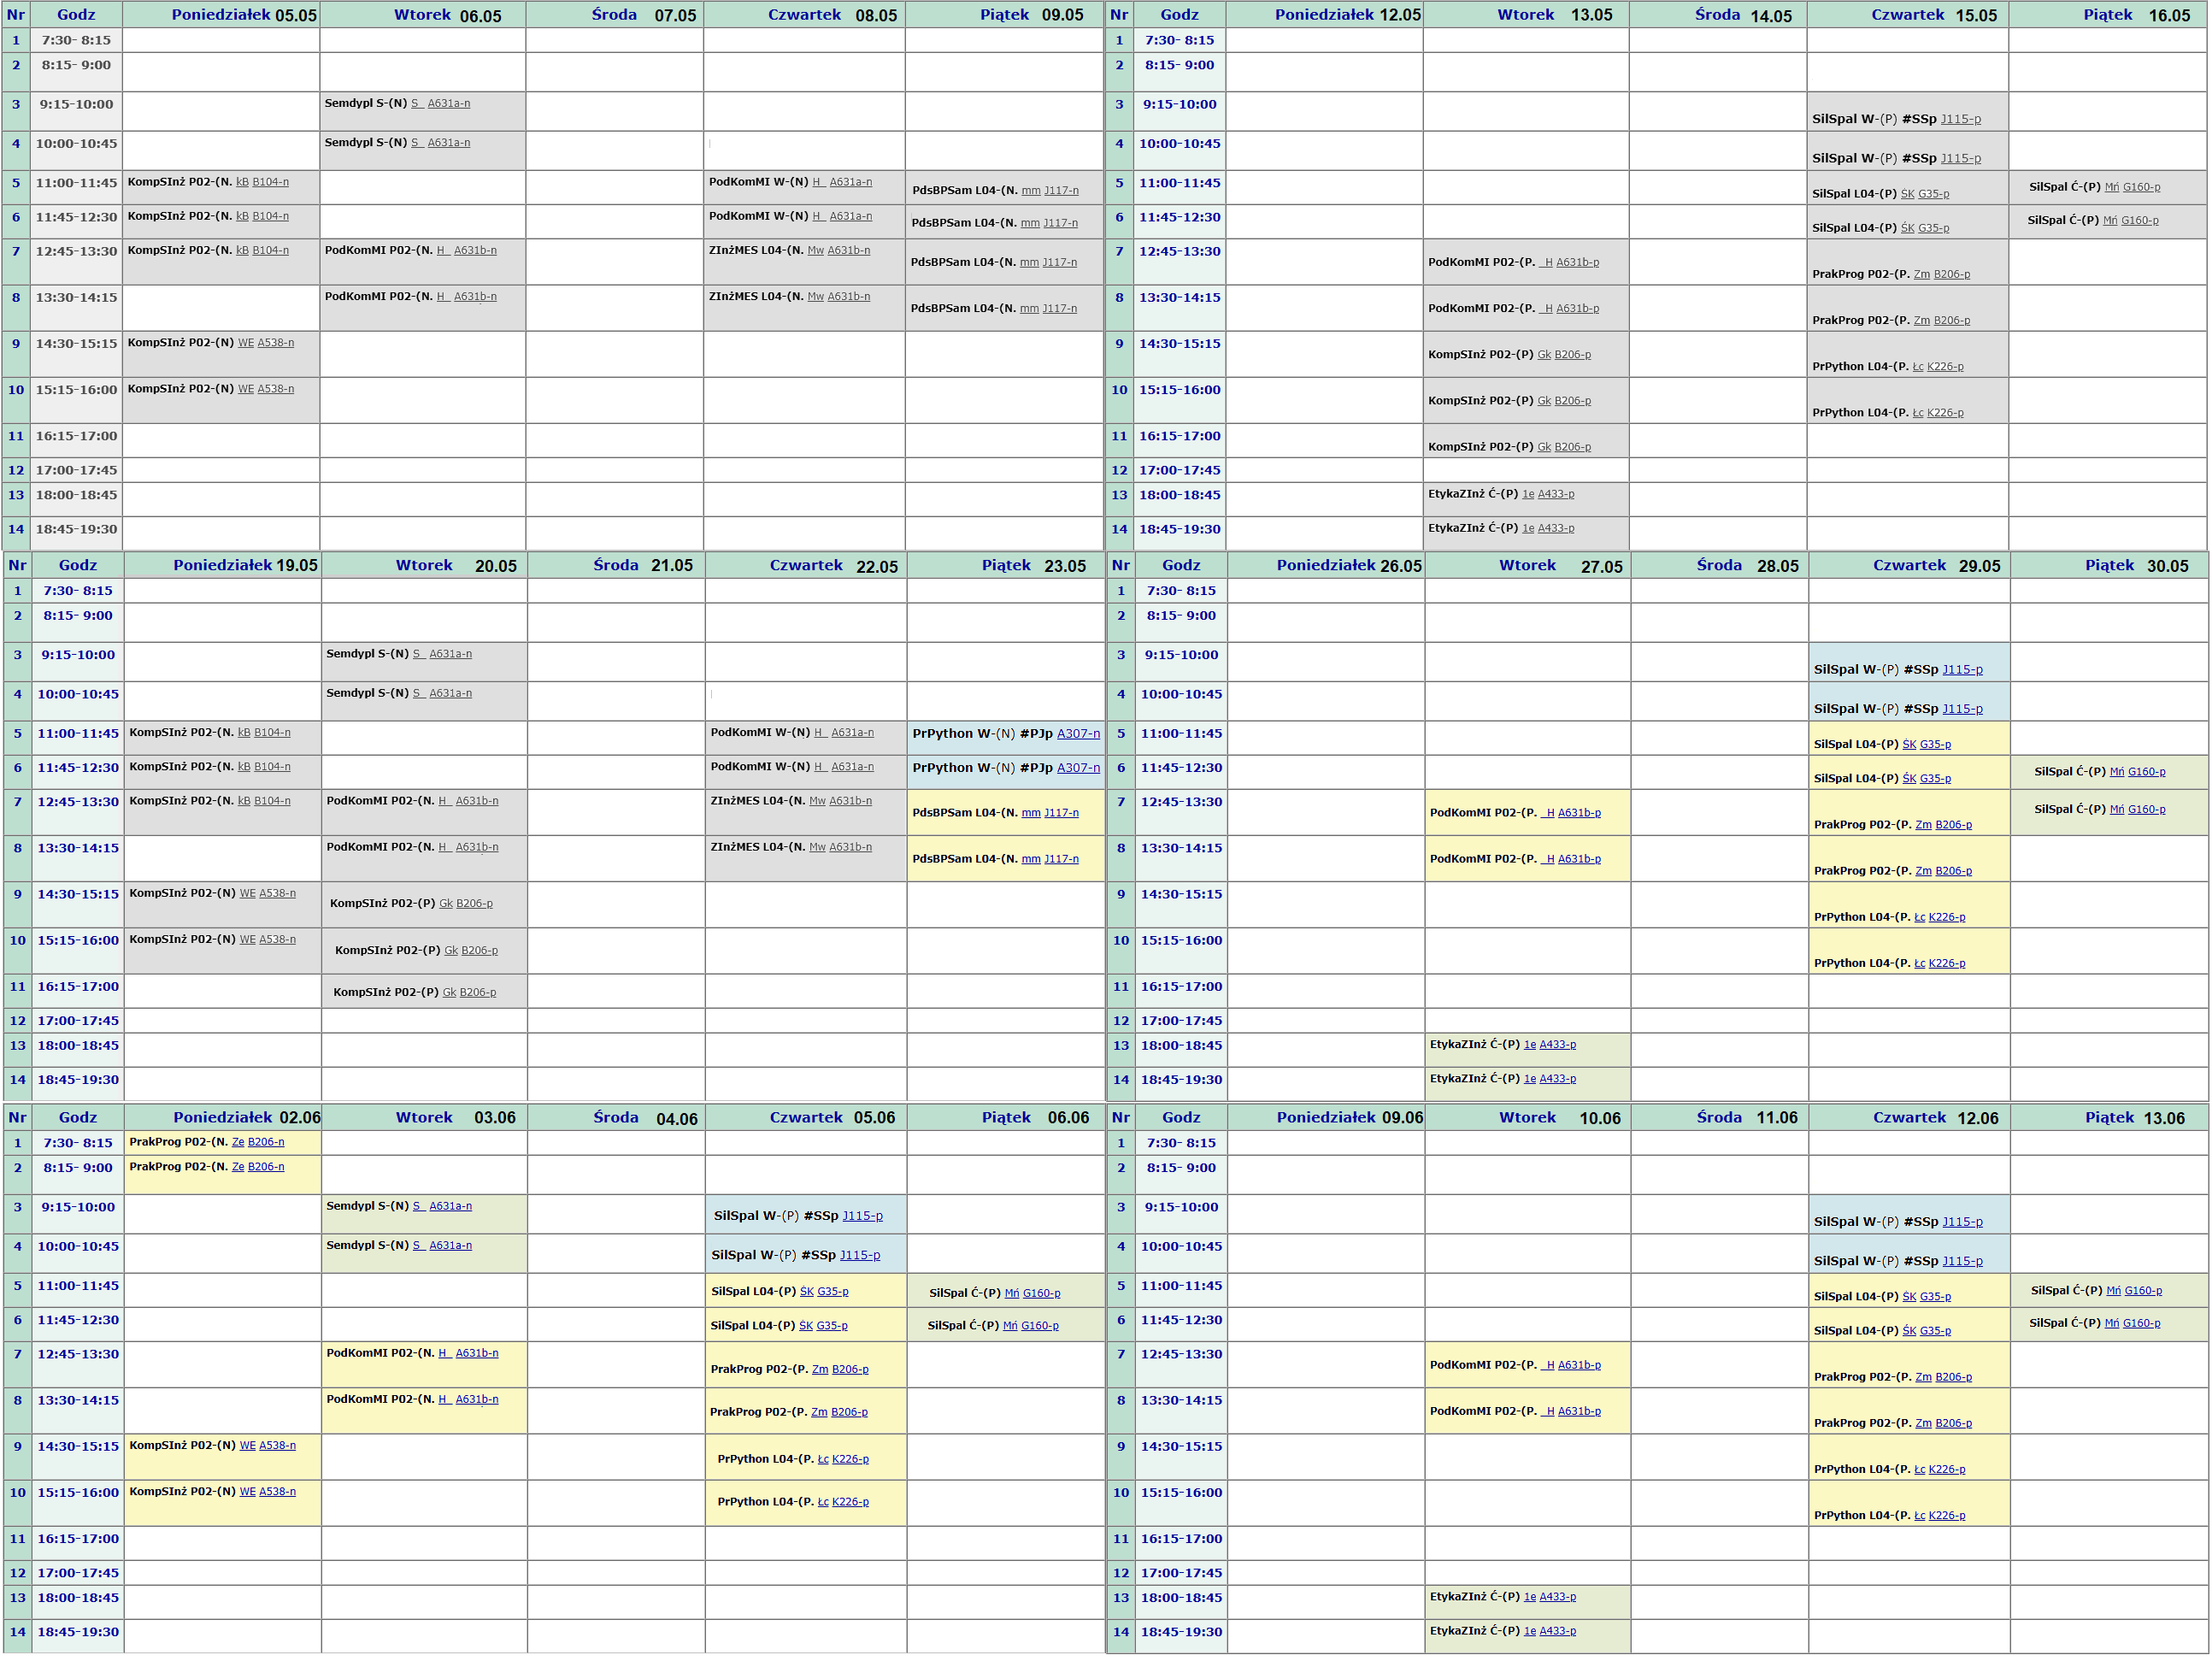 Nr Godz Poniedziałek 05.05 Wtorek 06.05 Środa 07.05 Czwartek 08.05 Piątek 09.05
1 7:30- 8:15
2 8:15- 9:00
3 9:15-10:00 Semdypl S-(N) S_ A631a-n
4 10:00-10:45 Semdypl S-(N) S_ A631a-n
5 11:00-11:45 KompSInż P02-(N. kB B104-n PodKomMI W-(N) H_ A631a-n PdsBPSam L04-(N. mm J117-n
6 11:45-12:30 KompSInż P02-(N. kB B104-n PodKomMI W-(N) H_ A631a-n PdsBPSam L04-(N. mm J117-n
7 12:45-13:30 KompSInż P02-(N. kB B104-n PodKomMI P02-(N. H_ A631b-n ZInżMES L04-(N. Mw A631b-n PdsBPSam L04-(N. mm J117-n
8 13:30-14:15 PodKomMI P02-(N. H_ A631b-n ZInżMES L04-(N. Mw A631b-n PdsBPSam L04-(N. mm J117-n
9 14:30-15:15 KompSInż P02-(N) WE A538-n
10 15:15-16:00 KompSInż P02-(N) WE A538-n
11 16:15-17:00
12 17:00-17:45
13 18:00-18:45
14 18:45-19:30
Nr Godz Poniedziałek 12.05 Wtorek 13.05 Środa 14.05 Czwartek 15.05 Piątek 16.05
1 7:30- 8:15
2 8:15- 9:00
3 9:15-10:00 SilSpal W-(P) #SSp J115-p
4 10:00-10:45 SilSpal W-(P) #SSp J115-p
5 11:00-11:45 SilSpal L04-(P) ŚK G35-p SilSpal Ć-(P) Mń G160-p
6 11:45-12:30 SilSpal L04-(P) ŚK G35-p SilSpal Ć-(P) Mń G160-p
7 12:45-13:30 PodKomMI P02-(P. _H A631b-p PrakProg P02-(P. Zm B206-p
8 13:30-14:15 PodKomMI P02-(P. _H A631b-p PrakProg P02-(P. Zm B206-p
9 14:30-15:15 KompSInż P02-(P) Gk B206-p PrPython L04-(P. Łc K226-p
10 15:15-16:00 KompSInż P02-(P) Gk B206-p PrPython L04-(P. Łc K226-p
11 16:15-17:00 KompSInż P02-(P) Gk B206-p
12 17:00-17:45
13 18:00-18:45 EtykaZInż Ć-(P) 1e A433-p
14 18:45-19:30 EtykaZInż Ć-(P) 1e A433-p
Nr Godz Poniedziałek 19.05 Wtorek 20.05 Środa 21.05 Czwartek 22.05 Piątek 23.05
1 7:30- 8:15
2 8:15- 9:00
3 9:15-10:00 Semdypl S-(N) S_ A631a-n
4 10:00-10:45 Semdypl S-(N) S_ A631a-n
5 11:00-11:45 KompSInż P02-(N. kB B104-n PodKomMI W-(N) H_ A631a-n PrPython W-(N) #PJp A307-n
6 11:45-12:30 KompSInż P02-(N. kB B104-n PodKomMI W-(N) H_ A631a-n PrPython W-(N) #PJp A307-n
7 12:45-13:30 KompSInż P02-(N. kB B104-n PodKomMI P02-(N. H_ A631b-n ZInżMES L04-(N. Mw A631b-n PdsBPSam L04-(N. mm J117-n
8 13:30-14:15 PodKomMI P02-(N. H_ A631b-n ZInżMES L04-(N. Mw A631b-n PdsBPSam L04-(N. mm J117-n
9 14:30-15:15 KompSInż P02-(N) WE A538-n KompSInż P02-(P) Gk B206-p
10 15:15-16:00 KompSInż P02-(N) WE A538-n KompSInż P02-(P) Gk B206-p
11 16:15-17:00 KompSInż P02-(P) Gk B206-p
12 17:00-17:45
13 18:00-18:45
14 18:45-19:30
Nr Godz Poniedziałek 26.05 Wtorek 27.05 Środa 28.05 Czwartek 29.05 Piątek 30.05
1 7:30- 8:15
2 8:15- 9:00
3 9:15-10:00 SilSpal W-(P) #SSp J115-p
4 10:00-10:45 SilSpal W-(P) #SSp J115-p
5 11:00-11:45 SilSpal L04-(P) ŚK G35-p
6 11:45-12:30 SilSpal L04-(P) ŚK G35-p SilSpal Ć-(P) Mń G160-p
7 12:45-13:30 PodKomMI P02-(P. _H A631b-p PrakProg P02-(P. Zm B206-p SilSpal Ć-(P) Mń G160-p
8 13:30-14:15 PodKomMI P02-(P. _H A631b-p PrakProg P02-(P. Zm B206-p
9 14:30-15:15 PrPython L04-(P. Łc K226-p
10 15:15-16:00 PrPython L04-(P. Łc K226-p
11 16:15-17:00
12 17:00-17:45
13 18:00-18:45 EtykaZInż Ć-(P) 1e A433-p
14 18:45-19:30 EtykaZInż Ć-(P) 1e A433-p
Nr Godz Poniedziałek 02.06 Wtorek 03.06 Środa 04.06 Czwartek 05.06 Piątek 06.06
1 7:30- 8:15 PrakProg P02-(N. Ze B206-n
2 8:15- 9:00 PrakProg P02-(N. Ze B206-n
3 9:15-10:00 Semdypl S-(N) S_ A631a-n SilSpal W-(P) #SSp J115-p
4 10:00-10:45 Semdypl S-(N) S_ A631a-n SilSpal W-(P) #SSp J115-p
5 11:00-11:45 SilSpal L04-(P) ŚK G35-p SilSpal Ć-(P) Mń G160-p
6 11:45-12:30 SilSpal L04-(P) ŚK G35-p SilSpal Ć-(P) Mń G160-p
7 12:45-13:30 PodKomMI P02-(N. H_ A631b-n PrakProg P02-(P. Zm B206-p
8 13:30-14:15 PodKomMI P02-(N. H_ A631b-n PrakProg P02-(P. Zm B206-p
9 14:30-15:15 KompSInż P02-(N) WE A538-n PrPython L04-(P. Łc K226-p
10 15:15-16:00 KompSInż P02-(N) WE A538-n PrPython L04-(P. Łc K226-p
11 16:15-17:00
12 17:00-17:45
13 18:00-18:45
14 18:45-19:30
Nr Godz Poniedziałek 09.06 Wtorek 10.06 Środa 11.06 Czwartek 12.06 Piątek 13.06
1 7:30- 8:15
2 8:15- 9:00
3 9:15-10:00 SilSpal W-(P) #SSp J115-p
4 10:00-10:45 SilSpal W-(P) #SSp J115-p
5 11:00-11:45 SilSpal L04-(P) ŚK G35-p SilSpal Ć-(P) Mń G160-p
6 11:45-12:30 SilSpal L04-(P) ŚK G35-p SilSpal Ć-(P) Mń G160-p
7 12:45-13:30 PodKomMI P02-(P. _H A631b-p PrakProg P02-(P. Zm B206-p
8 13:30-14:15 PodKomMI P02-(P. _H A631b-p PrakProg P02-(P. Zm B206-p
9 14:30-15:15 PrPython L04-(P. Łc K226-p
10 15:15-16:00 PrPython L04-(P. Łc K226-p
11 16:15-17:00
12 17:00-17:45
13 18:00-18:45 EtykaZInż Ć-(P) 1e A433-p
14 18:45-19:30 EtykaZInż Ć-(P) 1e A433-p